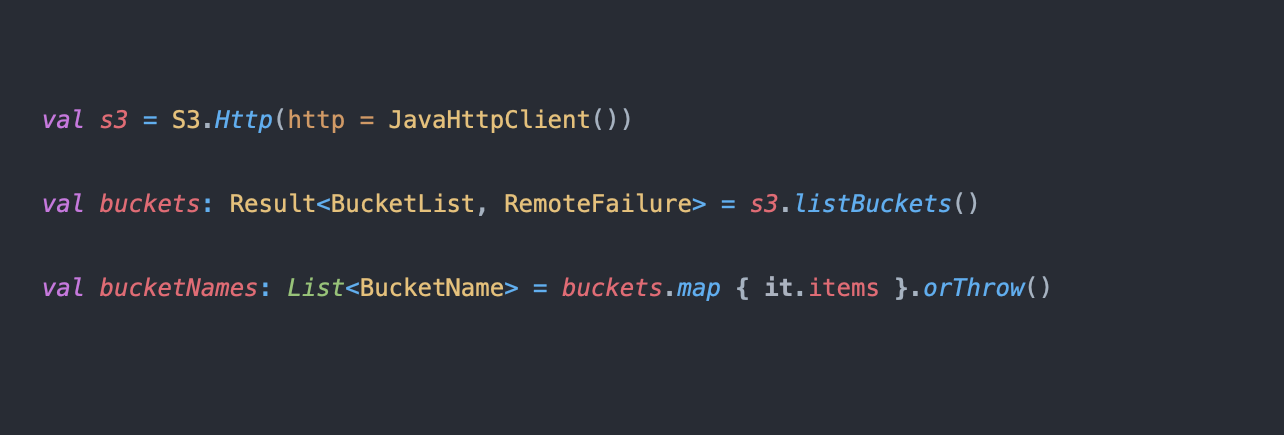 val s3 = S3.Http(http = JavaHttpClient())
val buckets: Result<BucketList, RemoteFailure> = s3.listBuckets()
val bucketNames: List<BucketName> = buckets.map { it.items }.orThrow()